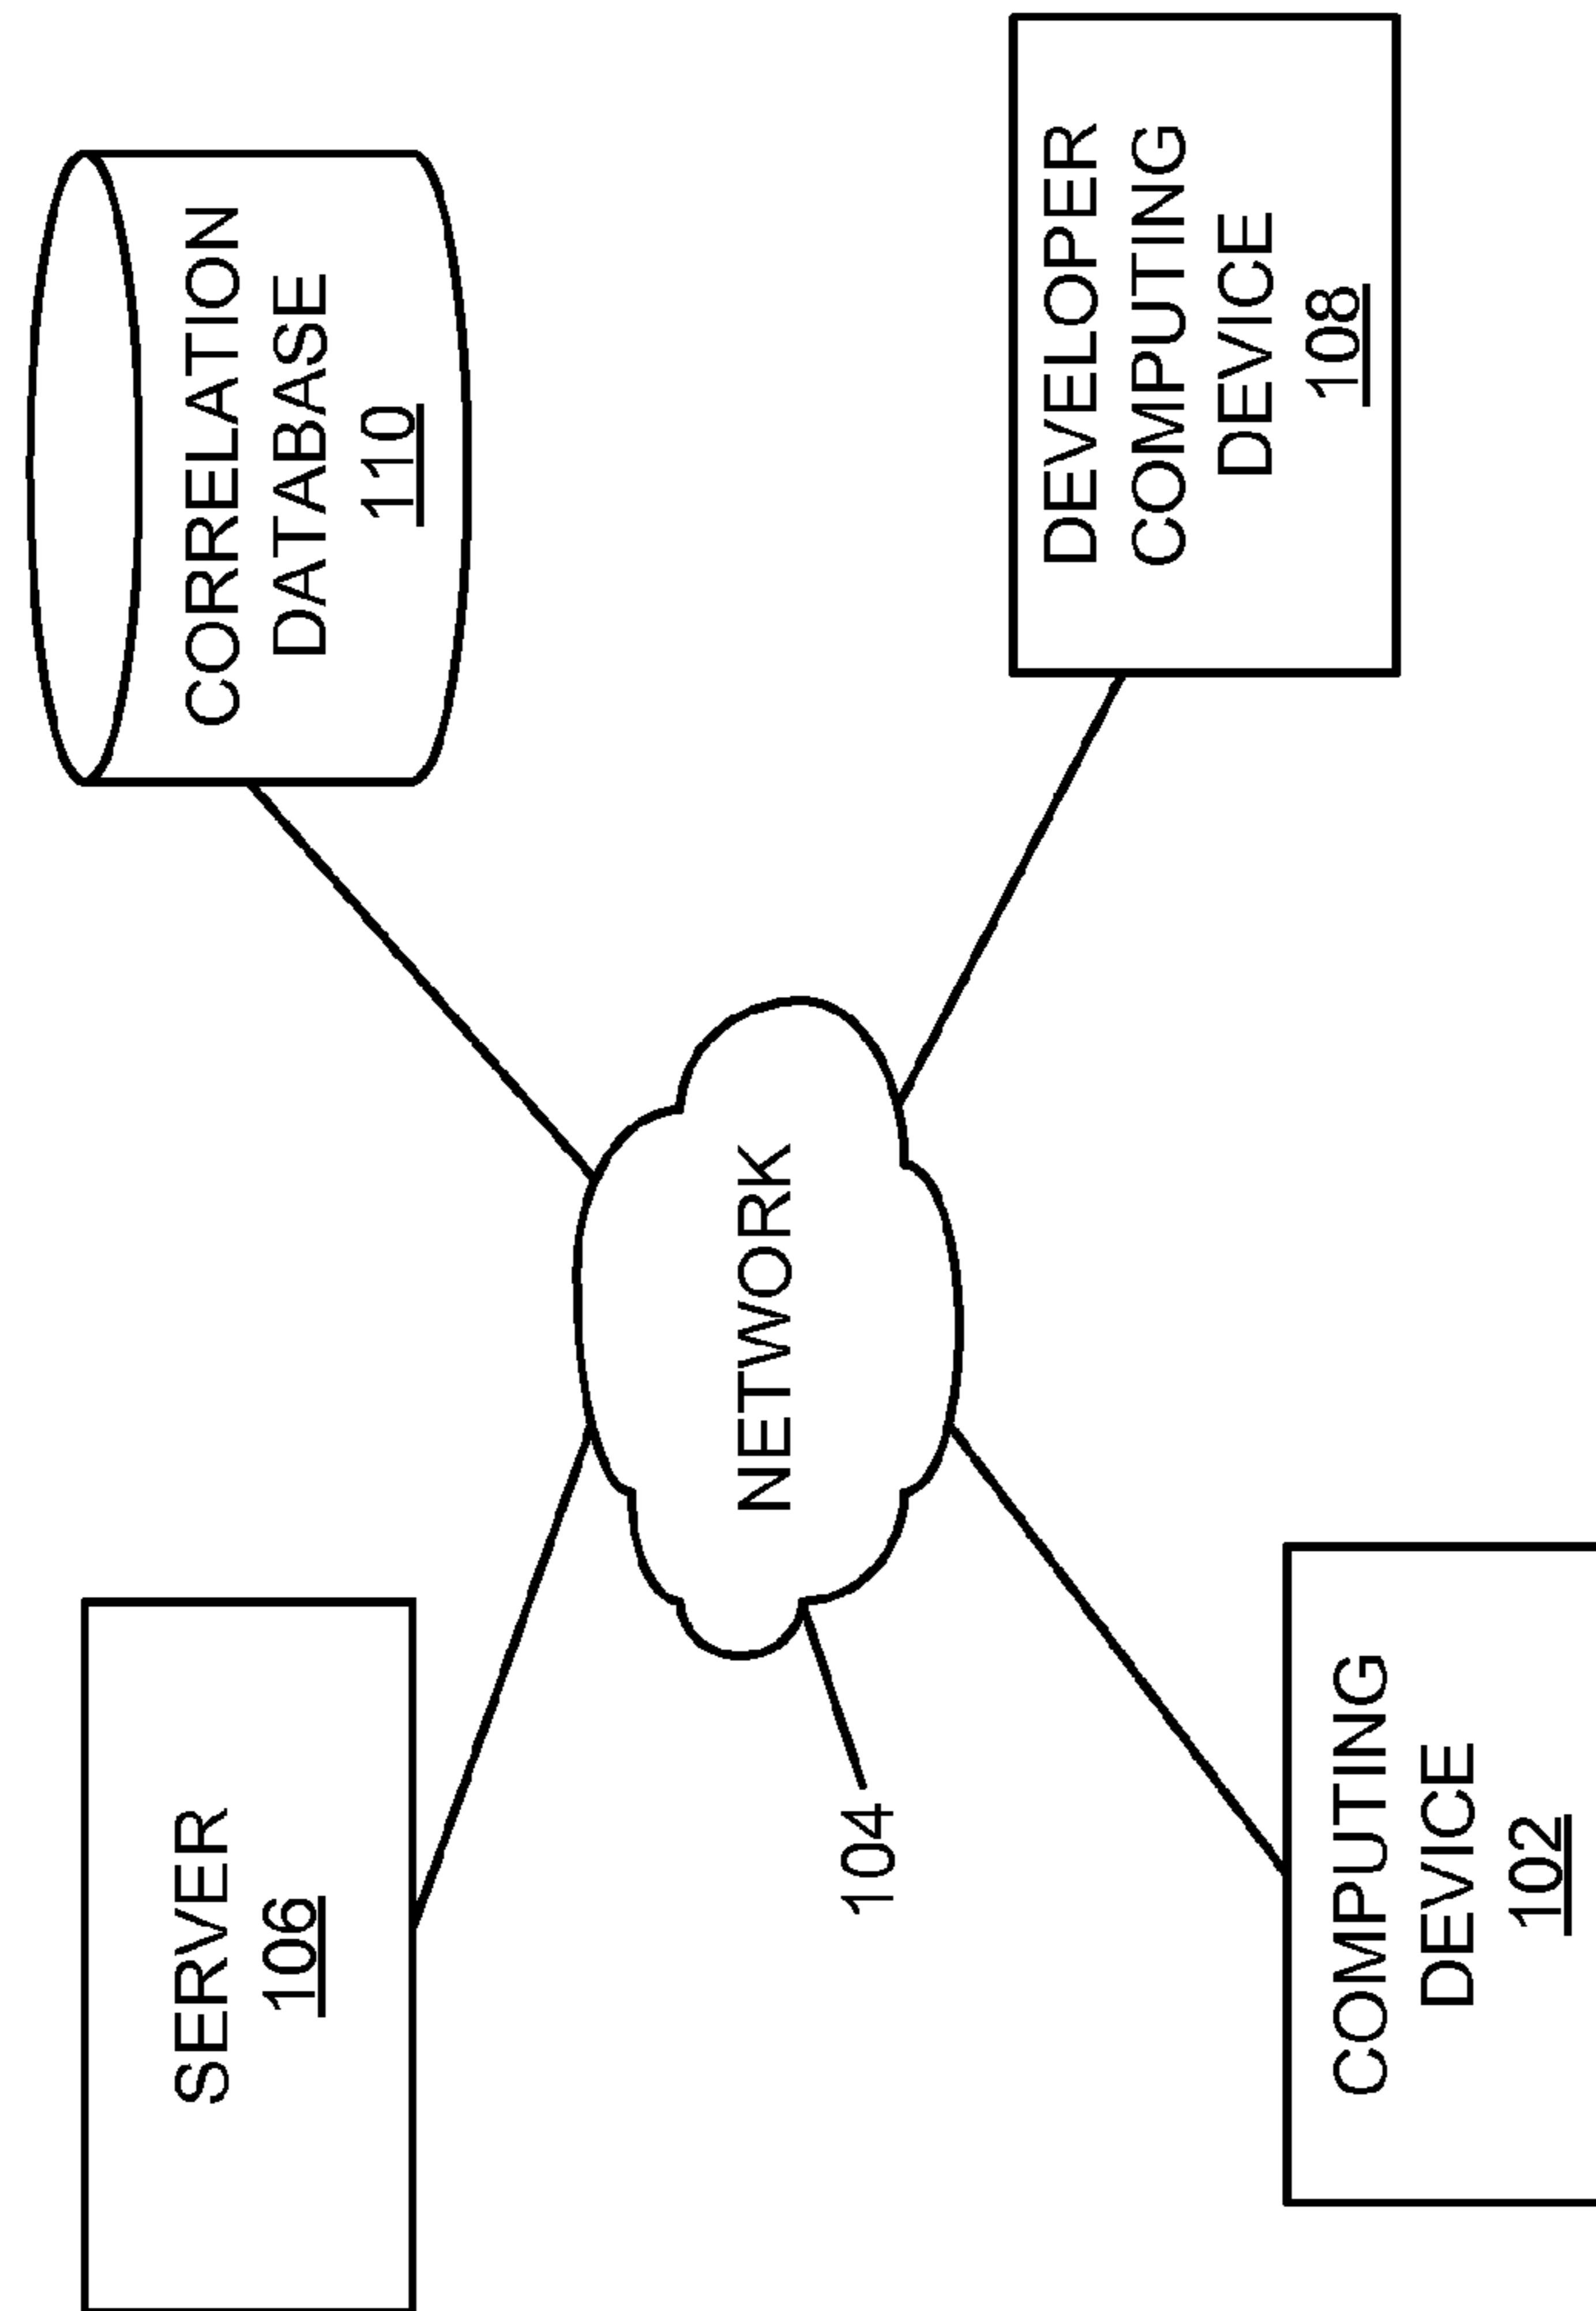 SERVER
106
CORRELATION
DATABASE
110
NETWORK
104
COMPUTING
DEVICE
102
DEVELOPER
COMPUTING
DEVICE
108